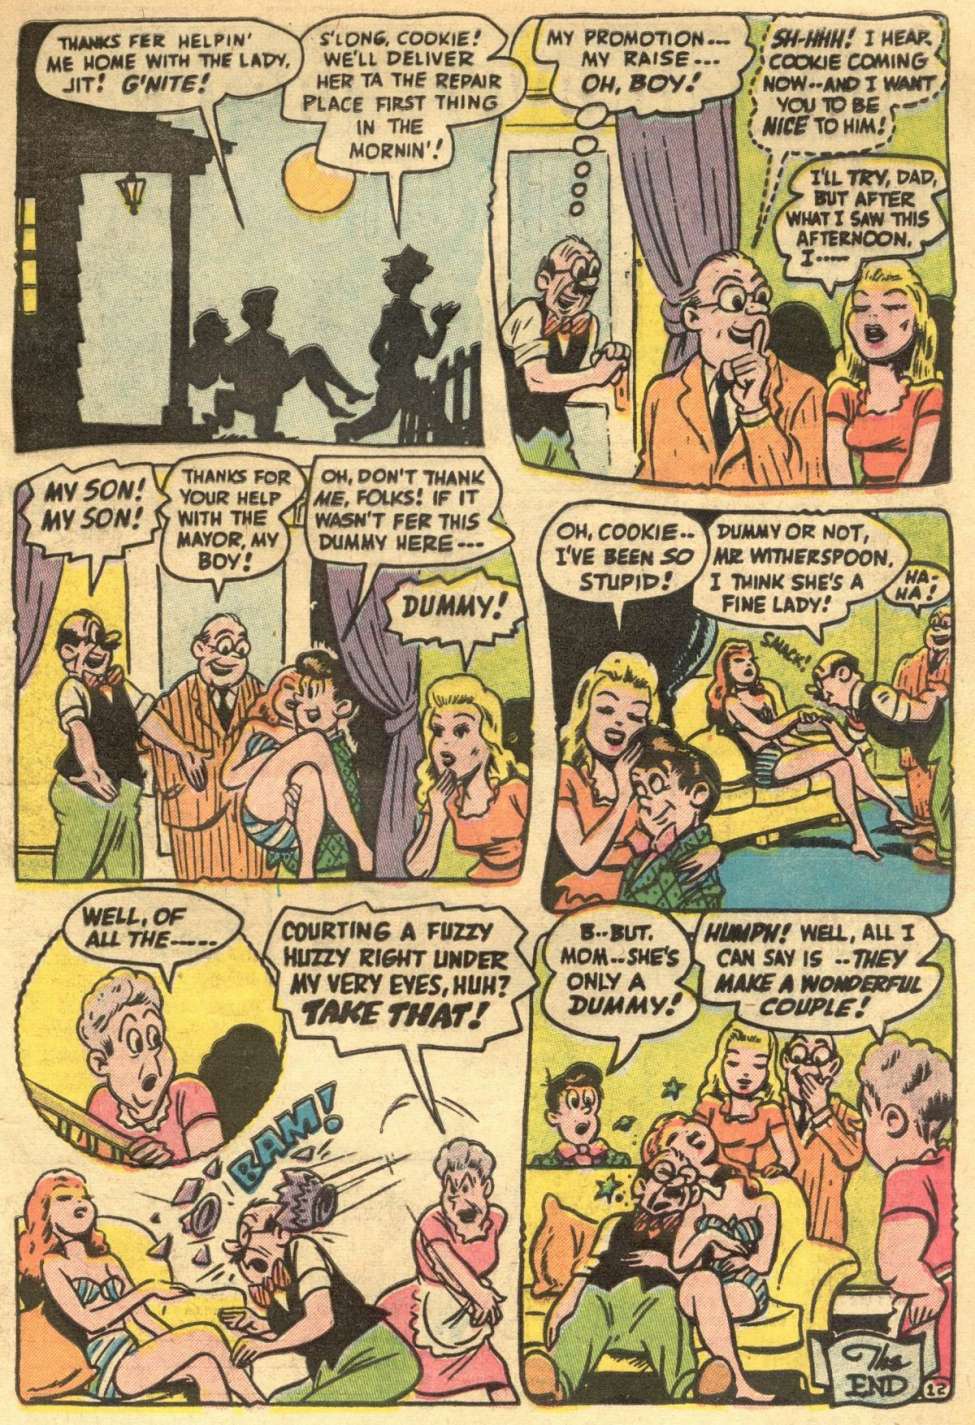 THANKS FER HELPIN'
ME HOME WITH THE LADY,
JIT! G'NITE!
S'LONG, COOKIE!
WE'LL DELIVER
HER TA THE REPAIR
PLACE FIRST THING
IN THE
MORNIN'!
MY PROMOTION---
MY RAISE---
OH, BOY!
SH-HHH! I HEAR
COOKIE COMING
NOW--AND I WANT
YOU TO BE
NICE TO HIM!
I'LL TRY, DAD,
BUT AFTER
WHAT I SAW THIS
AFTERNOON,
I-----
MY SON!
MY SON!
THANKS FOR
YOUR HELP
WITH THE
MAYOR, MY
BOY!
OH, DON'T THANK
ME, FOLKS! IF IT
WASN'T FER THIS
DUMMY HERE---
DUMMY!
OH, COOKIE--
I'VE BEEN SO
STUPID!
DUMMY OR NOT,
MR. WITHERSPOON,
I THINK SHE'S A
FINE LADY!
SMACK!
HA-
HA!
WELL, OF
ALL THE-----
COURTING A FUZZY
HUZZY RIGHT UNDER
MY VERY EYES, HUH?
TAKE THAT!
BAM!
B--BUT,
MOM--SHE'S
ONLY A
DUMMY!
HUMPH! WELL, ALL I
CAN SAY IS --THEY
MAKE A WONDERFUL
COUPLE!
The
END
12